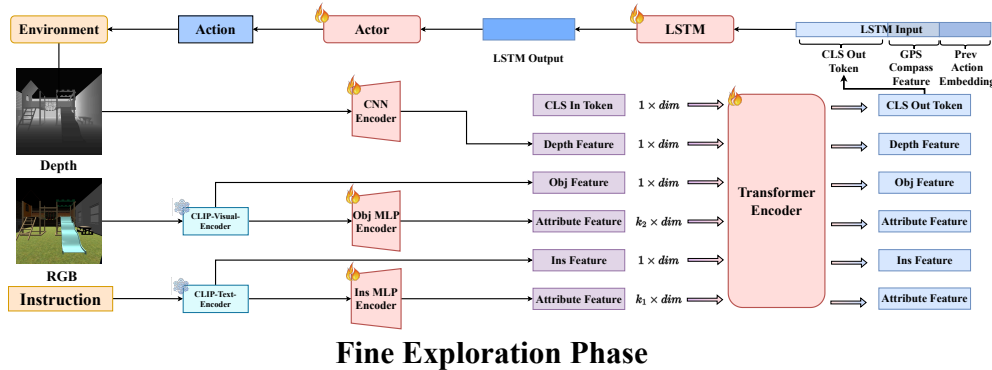 Environment
Action
Actor
LSTM Output
LSTM
LSTM Input
CLS Out
Token
GPS
Compass
Feature
Prev
Action
Embedding
Depth
CNN
Encoder
CLS In Token
1 × dim
CLS Out Token
Depth Feature
1 × dim
Depth Feature
RGB
CLIP-Visual-
Encoder
Obj MLP
Encoder
Obj Feature
1 × dim
Obj Feature
Attribute Feature
k₂ × dim
Attribute Feature
Transformer
Encoder
Instruction
CLIP-Text-
Encoder
Ins MLP
Encoder
Ins Feature
1 × dim
Ins Feature
Attribute Feature
k₁ × dim
Attribute Feature
Fine Exploration Phase